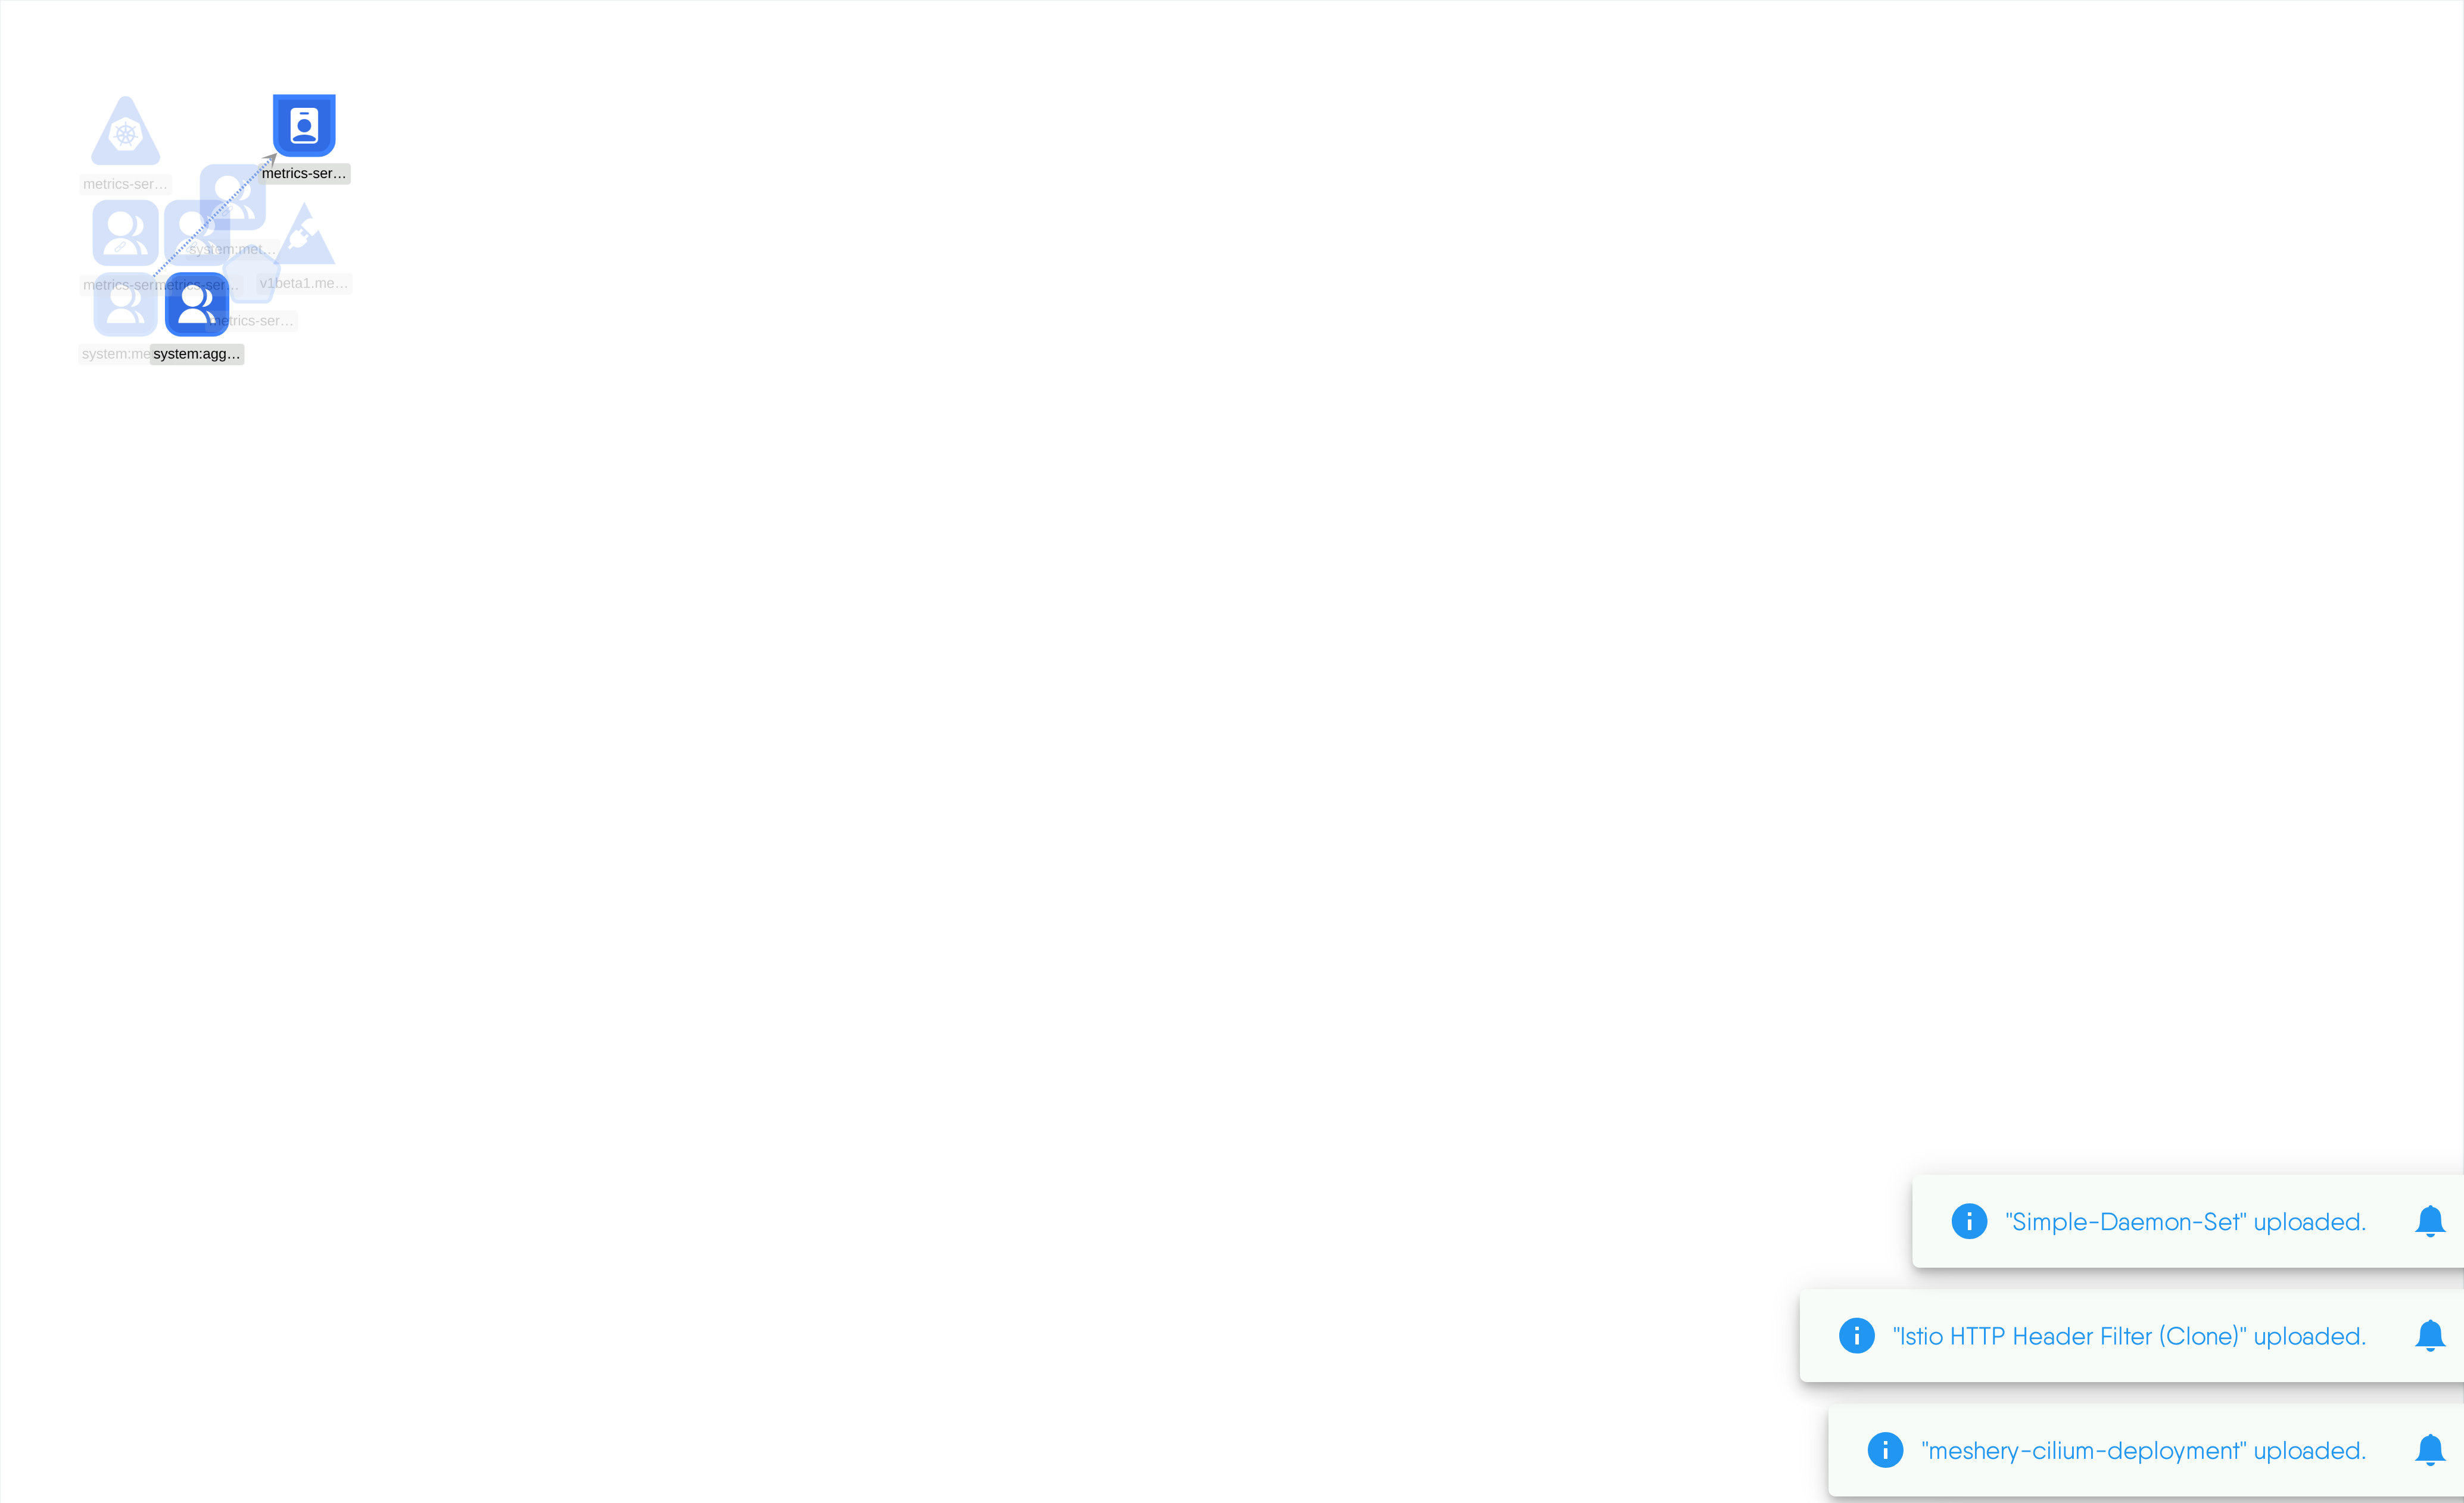 metrics-ser…
metrics-ser…
system:met…
metrics-ser…
metrics-ser…
v1beta1.me…
metrics-ser…
system:me
system:agg…
"Simple-Daemon-Set" uploaded.
"Istio HTTP Header Filter (Clone)" uploaded.
"meshery-cilium-deployment" uploaded.